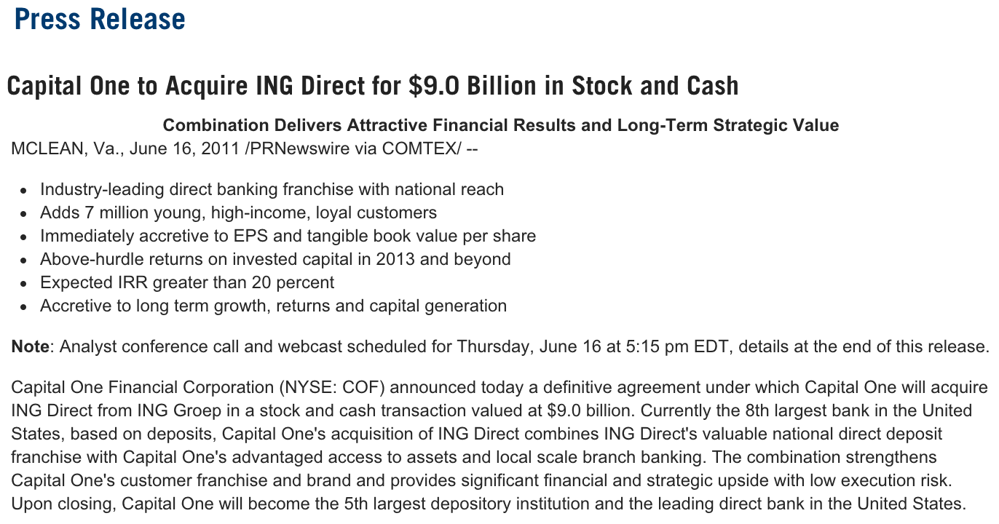 Press Release
Capital One to Acquire ING Direct for $9.0 Billion in Stock and Cash
Combination Delivers Attractive Financial Results and Long-Term Strategic Value
MCLEAN, Va., June 16, 2011 /PRNewswire via COMTEX/ --
• Industry-leading direct banking franchise with national reach
• Adds 7 million young, high-income, loyal customers
• Immediately accretive to EPS and tangible book value per share
• Above-hurdle returns on invested capital in 2013 and beyond
• Expected IRR greater than 20 percent
• Accretive to long term growth, returns and capital generation
Note: Analyst conference call and webcast scheduled for Thursday, June 16 at 5:15 pm EDT, details at the end of this release.
Capital One Financial Corporation (NYSE: COF) announced today a definitive agreement under which Capital One will acquire
ING Direct from ING Groep in a stock and cash transaction valued at $9.0 billion. Currently the 8th largest bank in the United
States, based on deposits, Capital One's acquisition of ING Direct combines ING Direct's valuable national direct deposit
franchise with Capital One's advantaged access to assets and local scale branch banking. The combination strengthens
Capital One's customer franchise and brand and provides significant financial and strategic upside with low execution risk.
Upon closing, Capital One will become the 5th largest depository institution and the leading direct bank in the United States.